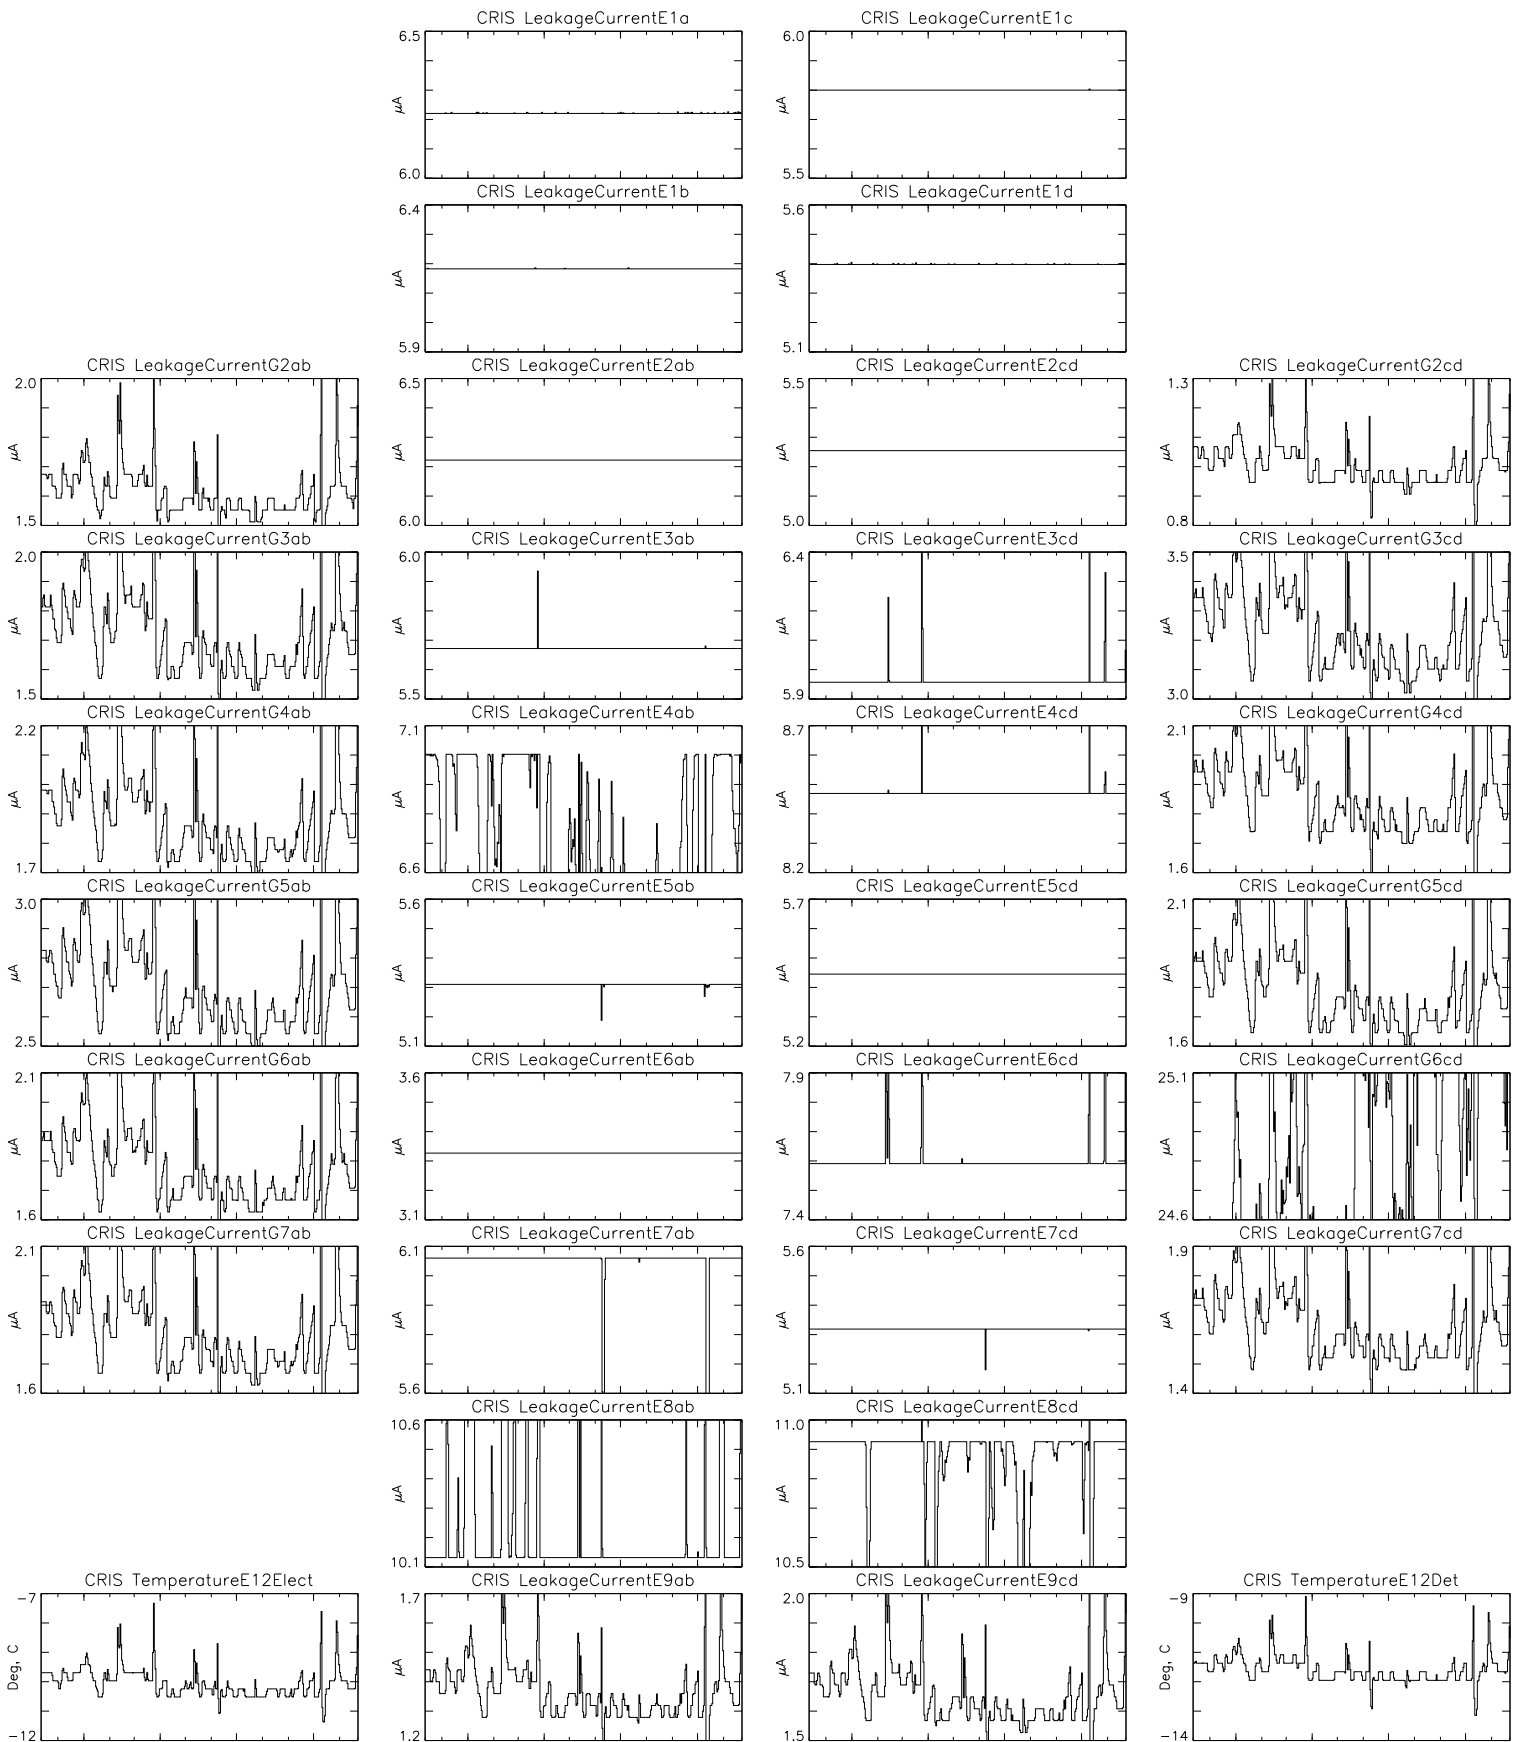 CRIS LeakageCurrentE1a
6.5
μA
6.0
CRIS LeakageCurrentE1c
6.0
μA
5.5
CRIS LeakageCurrentE1b
6.4
μA
5.9
CRIS LeakageCurrentE1d
5.6
μA
5.1
CRIS LeakageCurrentG2ab
2.0
μA
1.5
CRIS LeakageCurrentE2ab
6.5
μA
6.0
CRIS LeakageCurrentE2cd
5.5
μA
5.0
CRIS LeakageCurrentG2cd
1.3
μA
0.8
CRIS LeakageCurrentG3ab
2.0
μA
1.5
CRIS LeakageCurrentE3ab
6.0
μA
5.5
CRIS LeakageCurrentE3cd
6.4
μA
5.9
CRIS LeakageCurrentG3cd
3.5
μA
3.0
CRIS LeakageCurrentG4ab
2.2
μA
1.7
CRIS LeakageCurrentE4ab
7.1
μA
6.6
CRIS LeakageCurrentE4cd
8.7
μA
8.2
CRIS LeakageCurrentG4cd
2.1
μA
1.6
CRIS LeakageCurrentG5ab
3.0
μA
2.5
CRIS LeakageCurrentE5ab
5.6
μA
5.1
CRIS LeakageCurrentE5cd
5.7
μA
5.2
CRIS LeakageCurrentG5cd
2.1
μA
1.6
CRIS LeakageCurrentG6ab
2.1
μA
1.6
CRIS LeakageCurrentE6ab
3.6
μA
3.1
CRIS LeakageCurrentE6cd
7.9
μA
7.4
CRIS LeakageCurrentG6cd
25.1
μA
24.6
CRIS LeakageCurrentG7ab
2.1
μA
1.6
CRIS LeakageCurrentE7ab
6.1
μA
5.6
CRIS LeakageCurrentE7cd
5.6
μA
5.1
CRIS LeakageCurrentG7cd
1.9
μA
1.4
CRIS LeakageCurrentE8ab
10.6
μA
10.1
CRIS LeakageCurrentE8cd
11.0
μA
10.5
CRIS TemperatureE12Elect
-7
Deg, C
-12
CRIS LeakageCurrentE9ab
1.7
μA
1.2
CRIS LeakageCurrentE9cd
2.0
μA
1.5
CRIS TemperatureE12Det
-9
Deg, C
-14